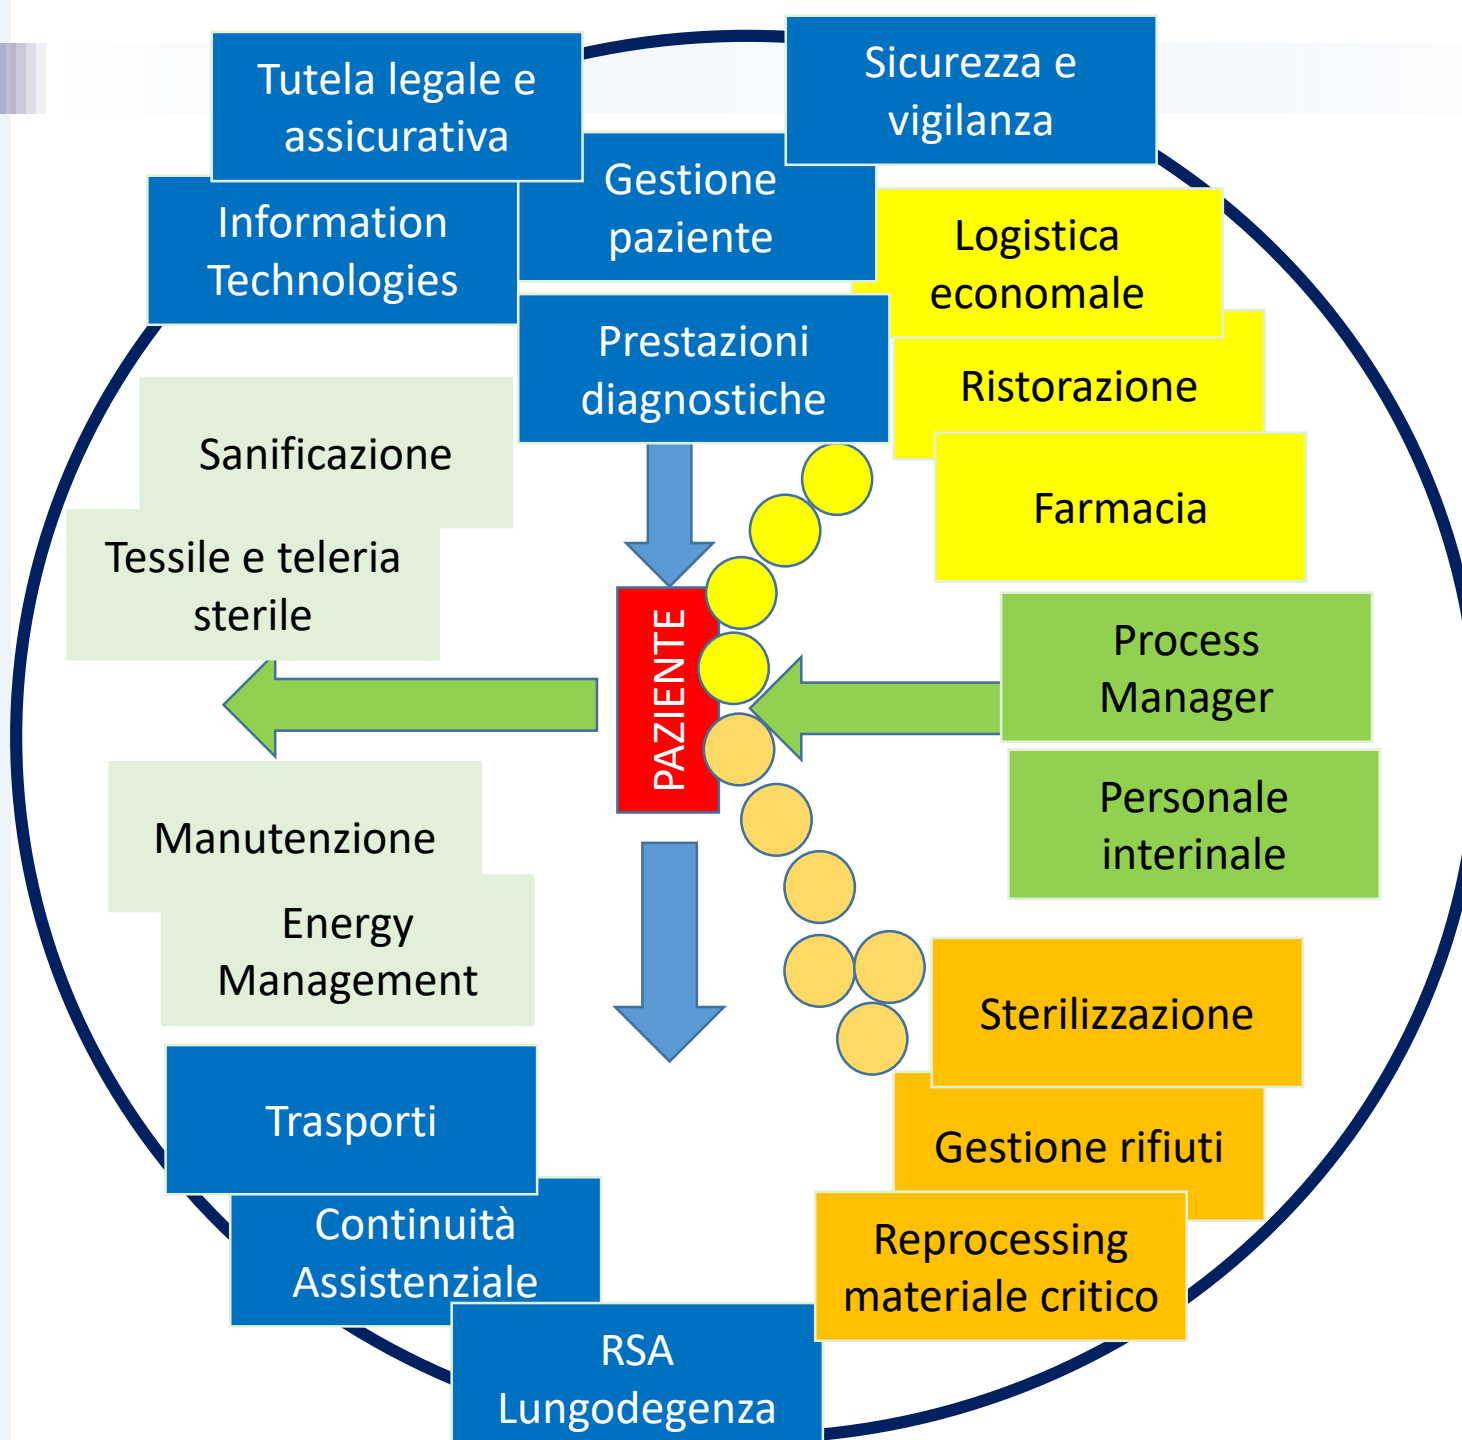 Tutela legale e
assicurativa
Sicurezza e
vigilanza
Information
Technologies
Gestione
paziente
Logistica
economale
Prestazioni
diagnostiche
Ristorazione
Sanificazione
Farmacia
Tessile e teleria
sterile
PAZIENTE
Process
Manager
Personale
interinale
Manutenzione
Energy
Management
Sterilizzazione
Trasporti
Gestione rifiuti
Continuità
Assistenziale
Reprocessing
materiale critico
RSA
Lungodegenza